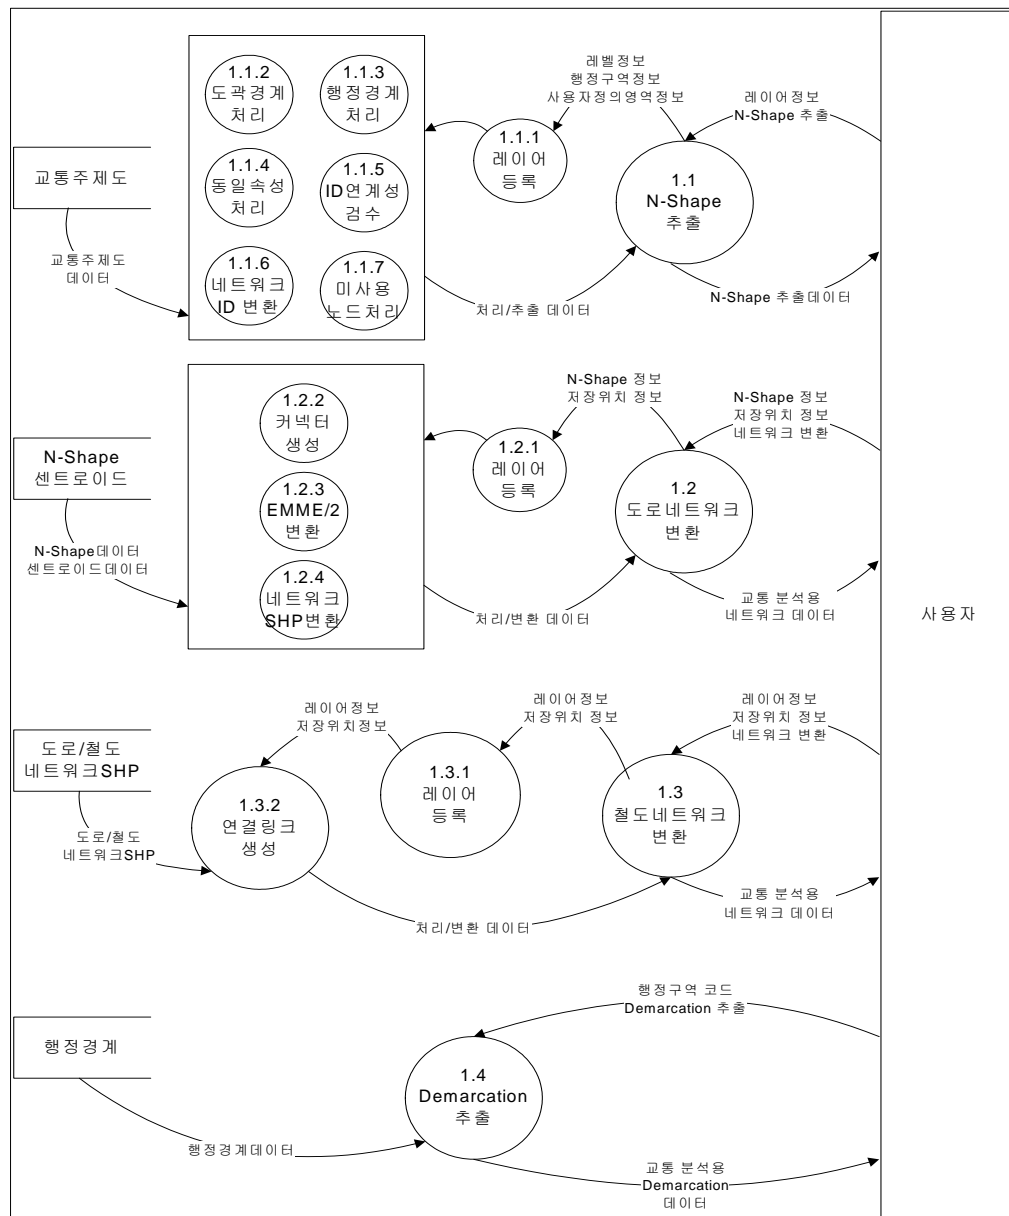 1.1.2
도곽경계
처리
1.1.3
행정경계
처리
1.1.4
동일속성
처리
1.1.5
ID연계성
검수
1.1.6
네트워크
ID 변환
1.1.7
미사용
노드처리
교통주제도
교통주제도
데이터
1.1.1
레이어
등록
레벨정보
행정구역정보
사용자정의영역정보
1.1
N-Shape
추출
레이어정보
N-Shape 추출
처리/추출 데이터
N-Shape 추출데이터
N-Shape
센트로이드
N-Shape데이터
센트로이드데이터
1.2.2
커넥터
생성
1.2.3
EMME/2
변환
1.2.4
네트워크
SHP변환
1.2.1
레이어
등록
N-Shape 정보
저장위치 정보
1.2
도로네트워크
변환
N-Shape 정보
저장위치 정보
네트워크 변환
처리/변환 데이터
교통 분석용
네트워크 데이터
사용자
도로/철도
네트워크SHP
도로/철도
네트워크SHP
1.3.2
연결링크
생성
레이어정보
저장위치정보
1.3.1
레이어
등록
레이어정보
저장위치 정보
1.3
철도네트워크
변환
레이어정보
저장위치 정보
네트워크 변환
처리/변환 데이터
교통 분석용
네트워크 데이터
행정경계
행정경계데이터
1.4
Demarcation
추출
행정구역 코드
Demarcation 추출
교통 분석용
Demarcation
데이터